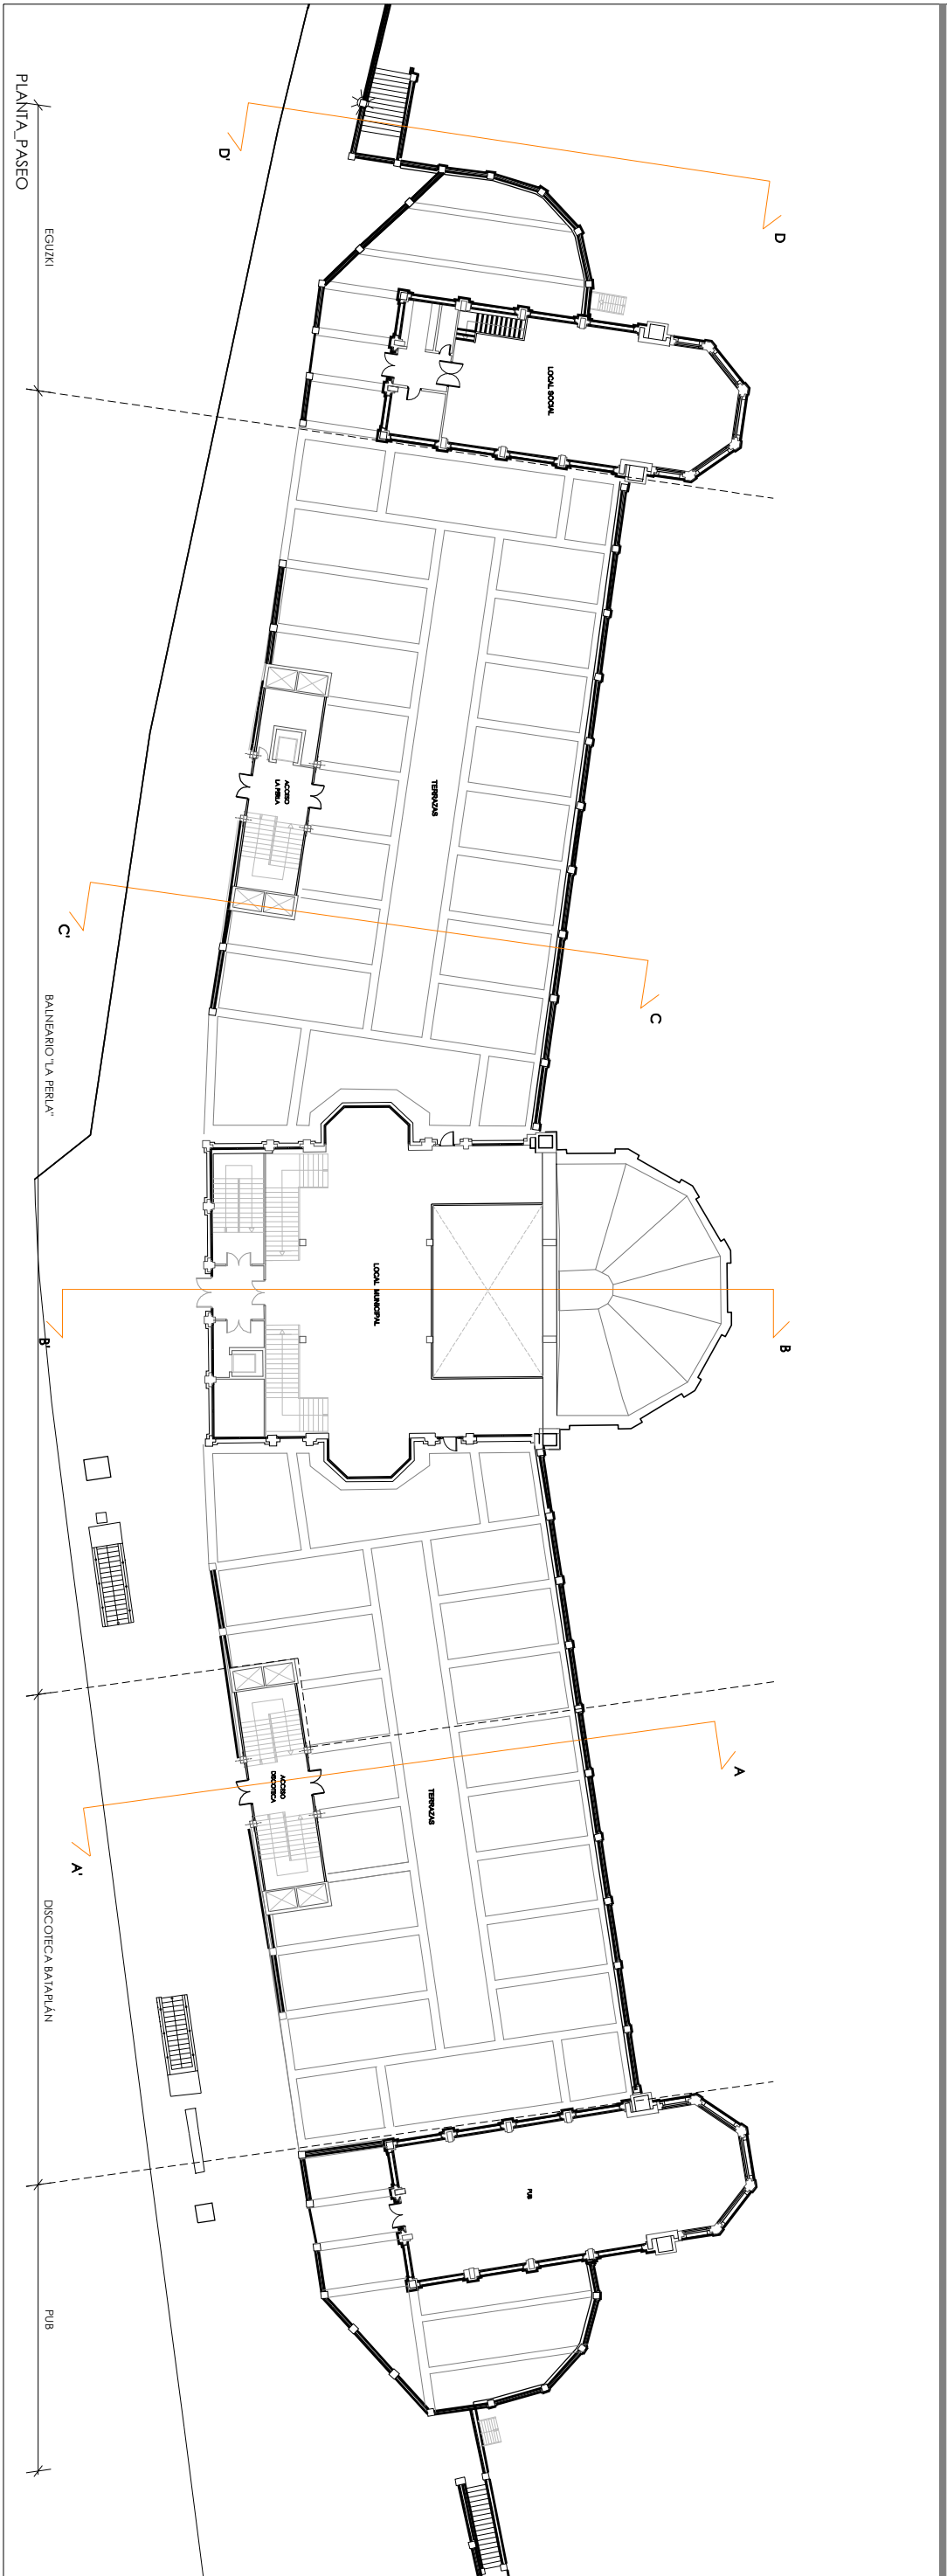 PLANTA_PASEO
EGUZKI
BALNEARIO "LA PERLA"
DISCOTECA BATAPLÁN
PUB
D'
D
LOCAL SOCIAL
TERRAZAS
ACCESO
LA PERLA
C'
C
LOCAL MUNICIPAL
B'
B
TERRAZAS
ACCESO
DISCOTECA
A'
A
PUB